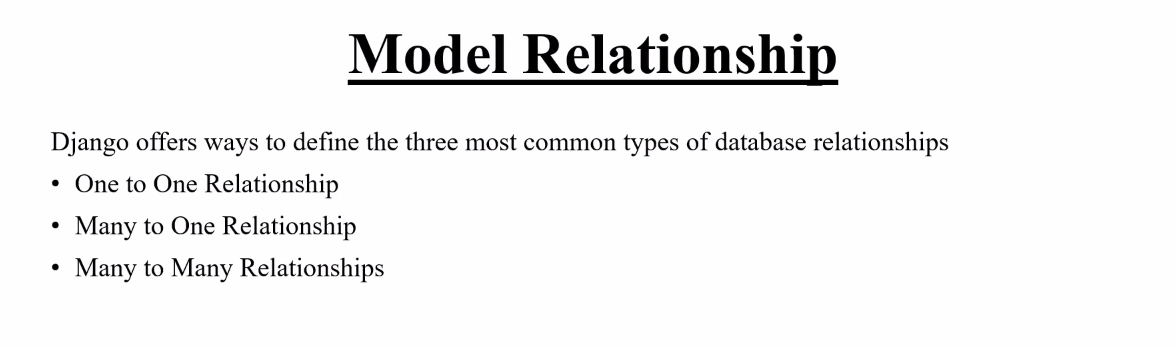 Model Relationship
Django offers ways to define the three most common types of database relationships
• One to One Relationship
• Many to One Relationship
• Many to Many Relationships